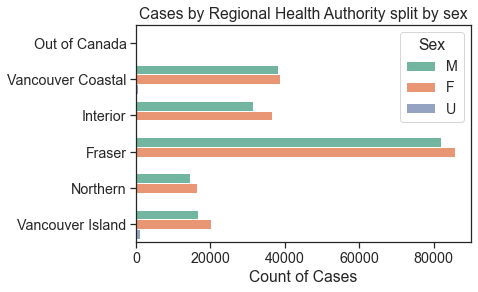 Cases by Regional Health Authority split by sex
Out of Canada
Vancouver Coastal
Interior
Fraser
Northern
Vancouver Island
Sex
M
F
U
0 20000 40000 60000 80000
Count of Cases